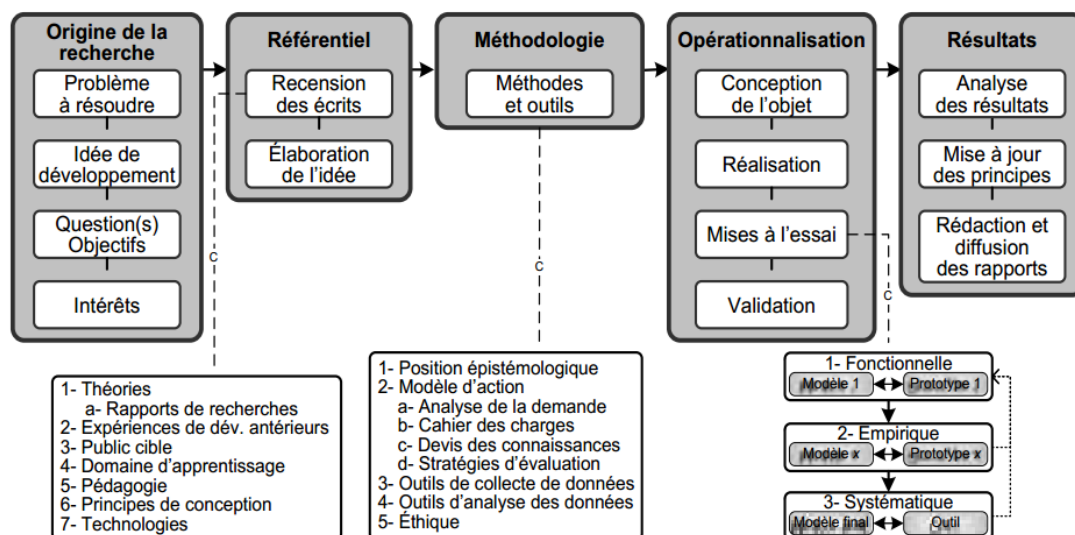 Origine de la
recherche
Problème
à résoudre
Idée de
développement
Question(s)
Objectifs
Intérêts
Référentiel
Recension
des écrits
Élaboration
de l'idée
Méthodologie
Méthodes
et outils
Opérationnalisation
Conception
de l'objet
Réalisation
Mises à l'essai
Validation
Résultats
Analyse
des résultats
Mise à jour
des principes
Rédaction et
diffusion
des rapports
C
C
C
1- Théories
a- Rapports de recherches
2- Expériences de dév. antérieurs
3- Public cible
4- Domaine d'apprentissage
5- Pédagogie
6- Principes de conception
7- Technologies
1- Position épistémologique
2- Modèle d'action
a- Analyse de la demande
b- Cahier des charges
c- Devis des connaissances
d- Stratégies d'évaluation
3- Outils de collecte de données
4- Outils d'analyse des données
5- Éthique
1- Fonctionnelle
Modèle 1
Prototype 1
2- Empirique
Modèle x
Prototype x
3- Systématique
Modèle final
Outil